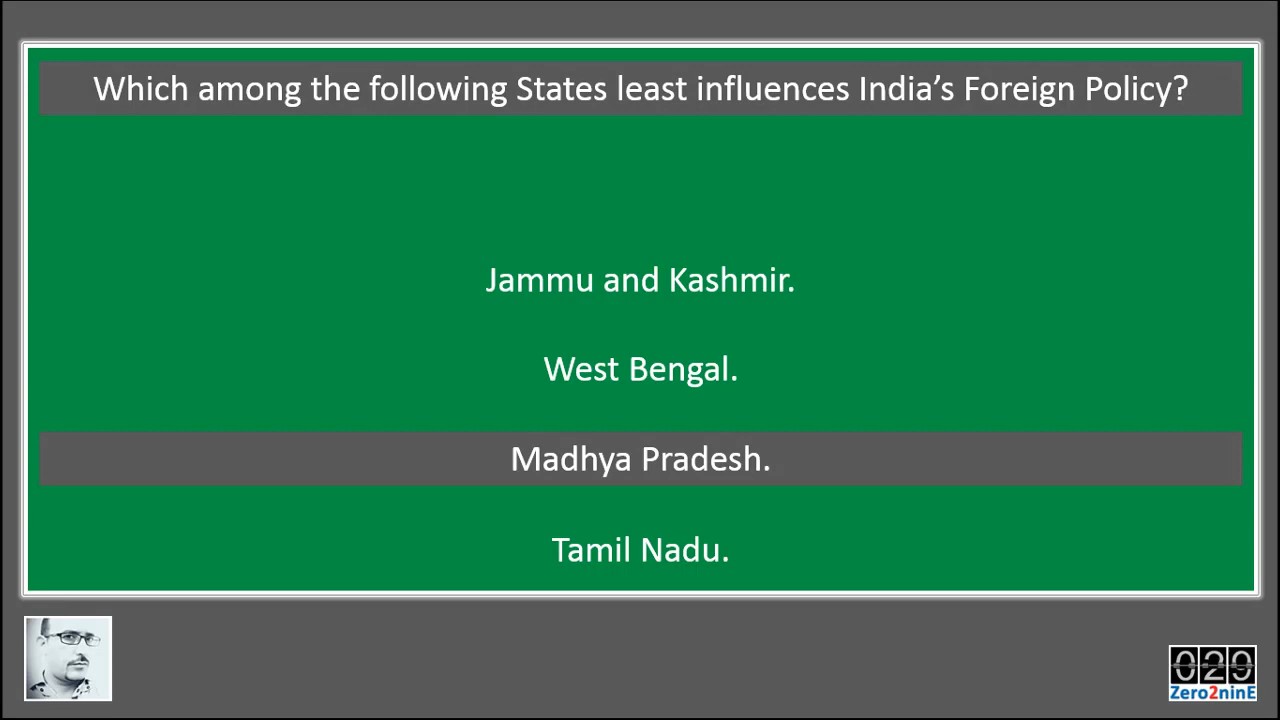 Which among the following States least influences India’s Foreign Policy?
Jammu and Kashmir.
West Bengal.
Madhya Pradesh.
Tamil Nadu.
029
Zero2ninE